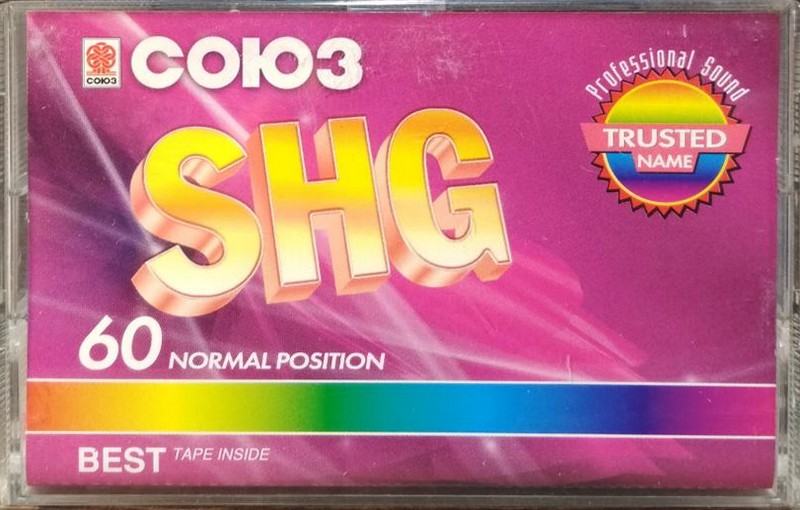 СОЮЗ
СОЮЗ
Professional Sound
TRUSTED
NAME
SHG
60 NORMAL POSITION
BEST TAPE INSIDE